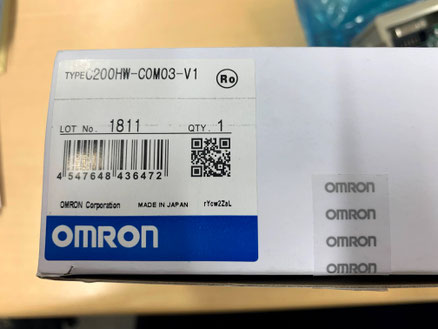 TYPE C200HW-COM03-V1
Ro
LOT No. 1811 QTY. 1
4 547648 436472
OMRON Corporation MADE IN JAPAN rYcw2ZsL
OMRON
OMRON
OMRON
OMRON
OMRON